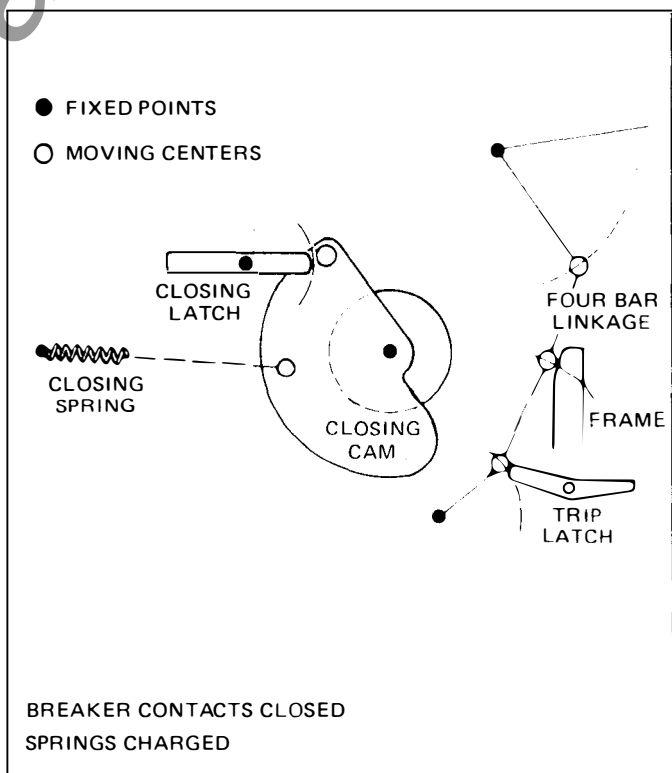 FIXED POINTS
MOVING CENTERS
CLOSING
LATCH
FOUR BAR
LINKAGE
CLOSING
SPRING
FRAME
CLOSING
CAM
TRIP
LATCH
BREAKER CONTACTS CLOSED
SPRINGS CHARGED